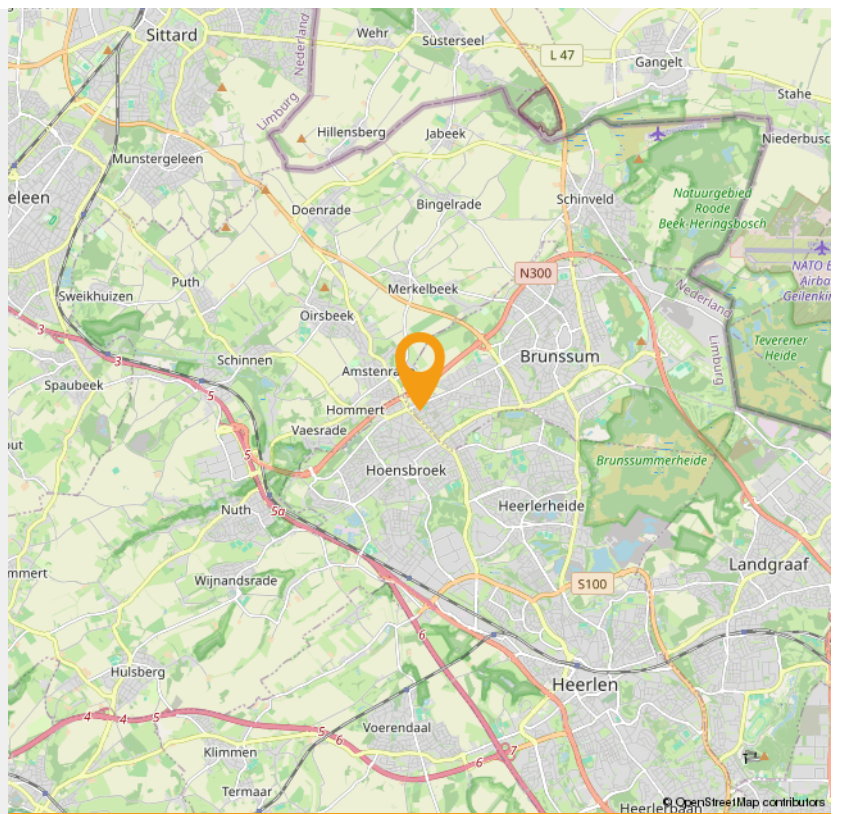 Sittard
Wehr
Süsterseel
L 47
Gangelt
Nederland
Limburg
Stahe
Hillensberg
Jabeek
Niederbusc
Munstergeleen
eleen
Doenrade
Bingelrade
Schinveld
Natuurgebied
Roode
Beek-Heringsbosch
N300
NATO
Airba
Geilenki
Puth
Merkelbeek
Nederland
Sweikhuizen
Oirsbeek
3
3
Schinnen
Brunssum
Teverener
Heide
Limburg
Spaubeek
5
Amstenra
Hommert
Vaesrade
out
5
Hoensbroek
Brunssummerheide
Nuth
5a
Heerlerheide
mmert
Wijnandsrade
S100
Landgraaf
6
Hulsberg
Heerlen
4
4
5
5
6
Voerendaal
Klimmen
6
7
Termaar
Heerlerbaan
© OpenStreetMap contributors